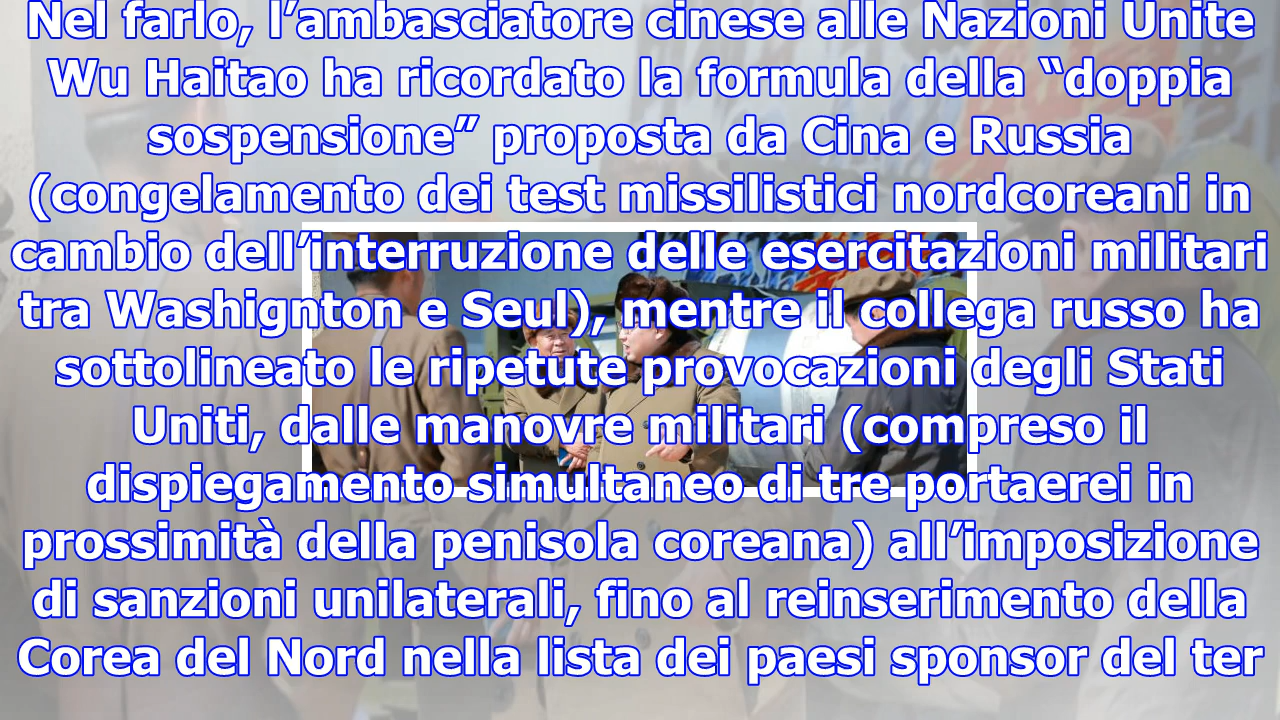 Nel farlo, l’ambasciatore cinese alle Nazioni Unite
Wu Haitao ha ricordato la formula della “doppia
sospensione” proposta da Cina e Russia
(congelamento dei test missilistici nordcoreani in
cambio dell’interruzione delle esercitazioni militari
tra Washignton e Seul), mentre il collega russo ha
sottolineato le ripetute provocazioni degli Stati
Uniti, dalle manovre militari (compreso il
dispiegamento simultaneo di tre portaerei in
prossimità della penisola coreana) all’imposizione
di sanzioni unilaterali, fino al reinserimento della
Corea del Nord nella lista dei paesi sponsor del ter